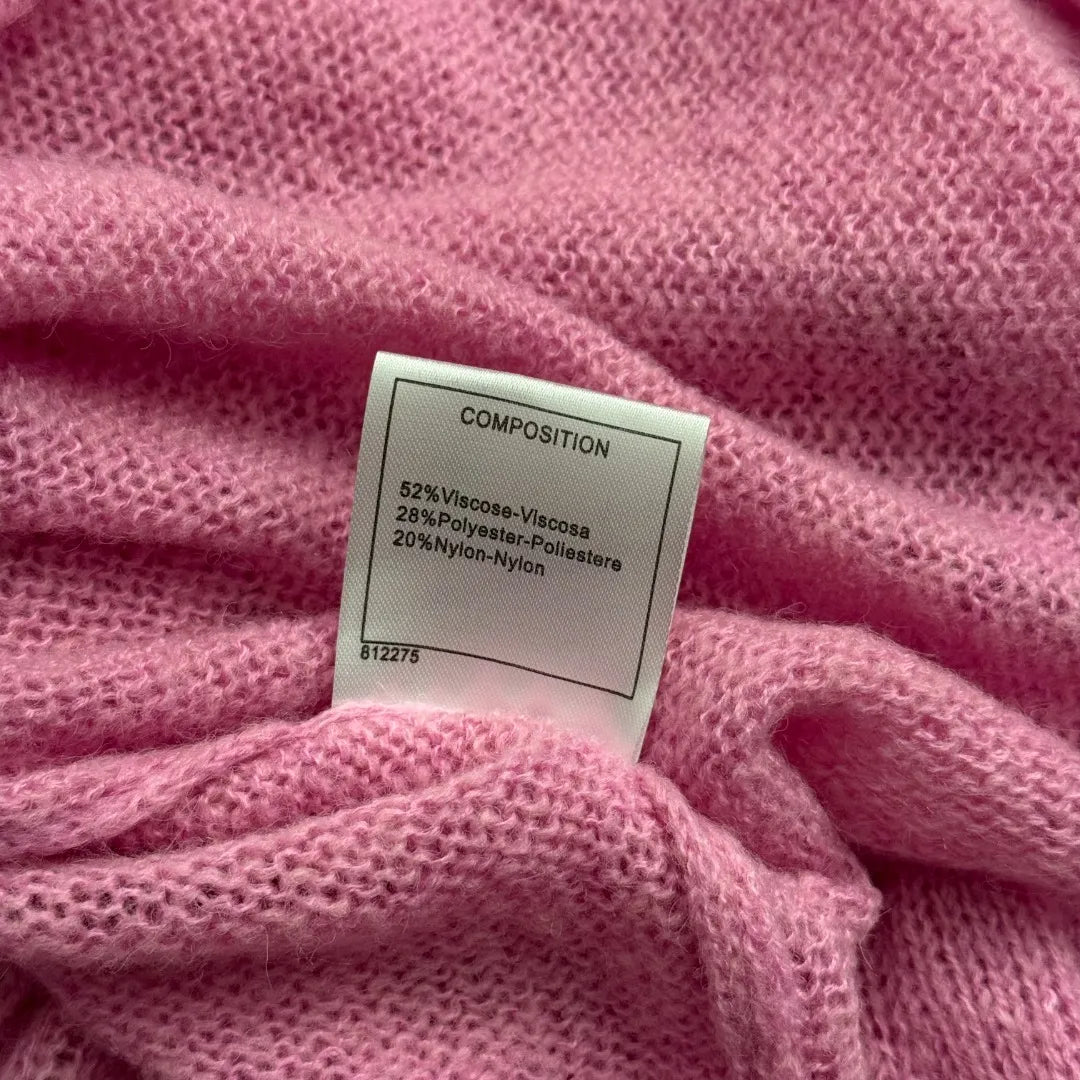 COMPOSITION
52%Viscose-Viscosa
28%Polyester-Poliestere
20%Nylon-Nylon
812275